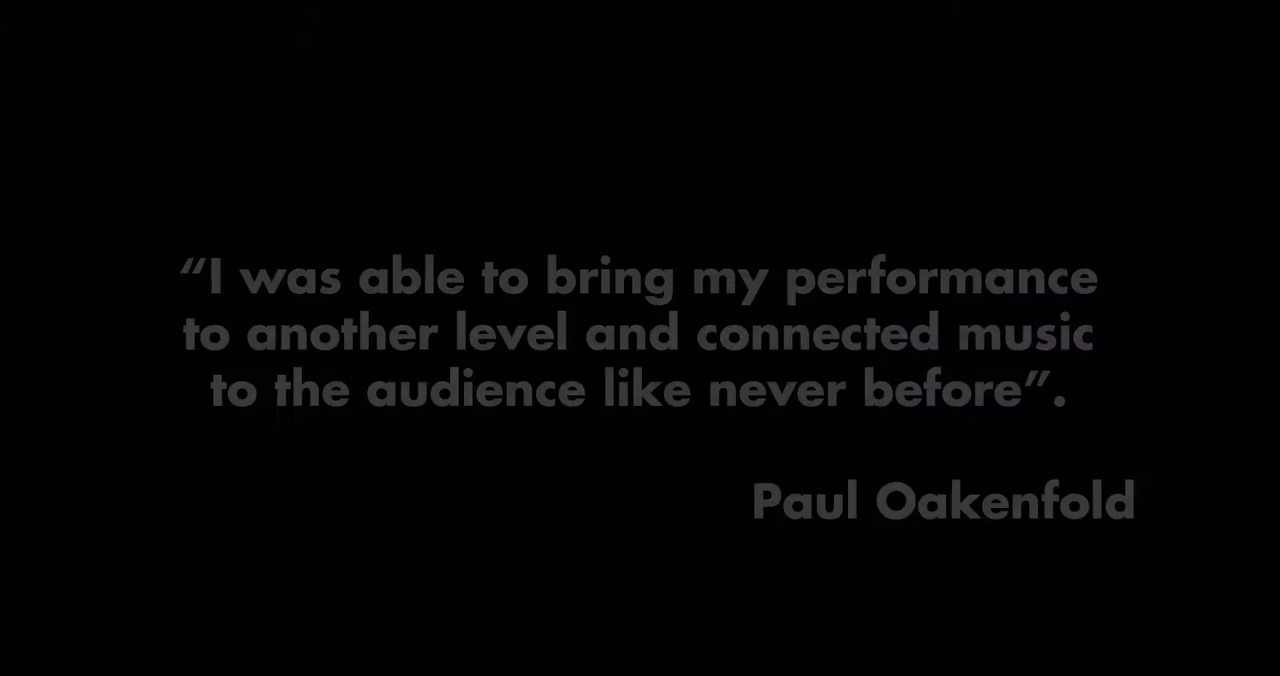 “I was able to bring my performance
to another level and connected music
to the audience like never before”.
Paul Oakenfold